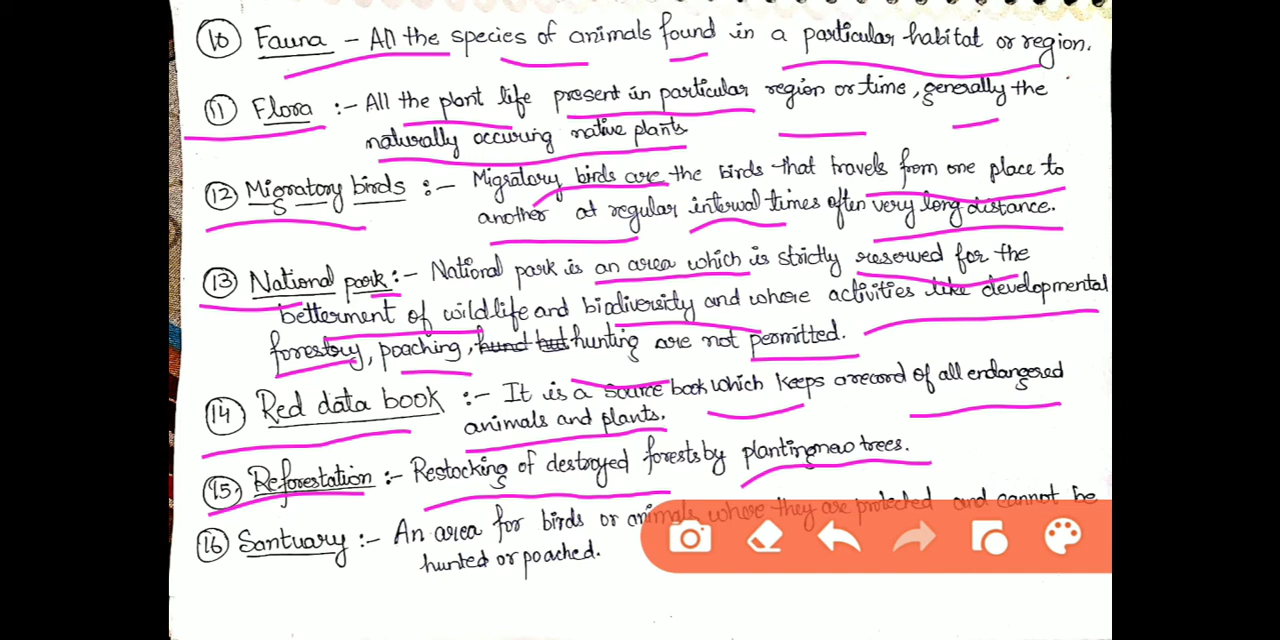 10 Fauna - All the species of animals found in a particular habitat or region.
11 Flora :- All the plant life present in particular region or time, generally the
naturally occuring native plants
12 Migratory birds :- Migratory birds are the birds that travels from one place to
another at regular interval times often very long distance.
13 National park :- National park is an area which is strictly reserved for the
betterment of wildlife and biodiversity and where activities like developmental
forestory, poaching, hunting are not permitted.
14 Red data book :- It is a source book which keeps a record of all endangered
animals and plants.
15, Reforestation :- Restocking of destroyed forests by planting new trees.
16 Santuary :- An area for birds or animals where they are protected and cannot be
hunted or poached.